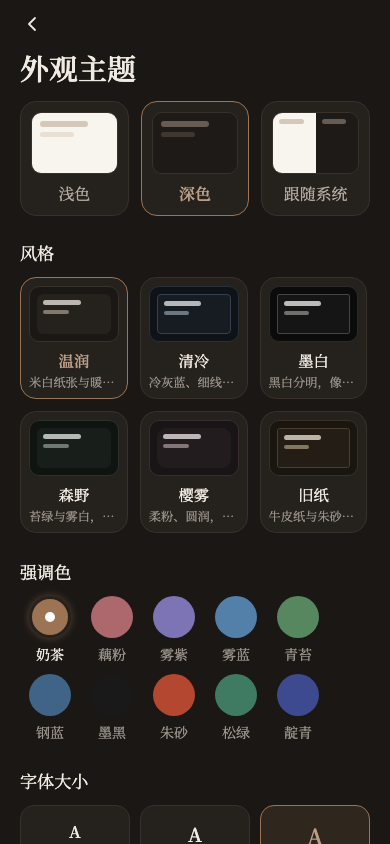 外观主题
浅色
深色
跟随系统
风格
温润
清冷
墨白
米白纸张与暖…
冷灰蓝、细线…
黑白分明，像…
森野
樱雾
旧纸
苔绿与雾白，…
柔粉、圆润，…
牛皮纸与朱砂…
强调色
奶茶
藕粉
雾紫
雾蓝
青苔
钢蓝
墨黑
朱砂
松绿
靛青
字体大小
A
A
A